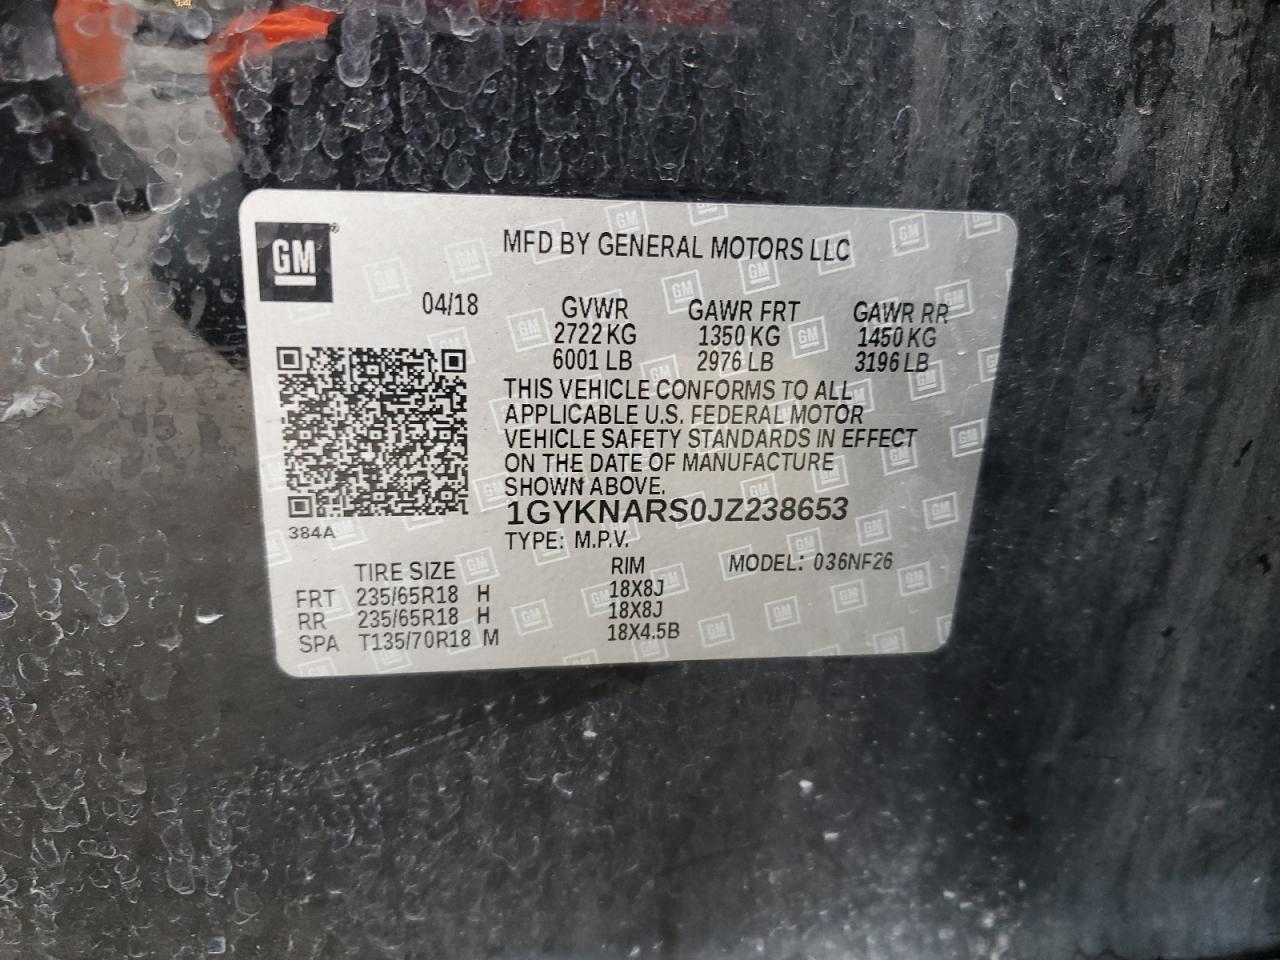 GM
MFD BY GENERAL MOTORS LLC
04/18 GVWR GAWR FRT GAWR RR
2722 KG 1350 KG 1450 KG
6001 LB 2976 LB 3196 LB
THIS VEHICLE CONFORMS TO ALL
APPLICABLE U.S. FEDERAL MOTOR
VEHICLE SAFETY STANDARDS IN EFFECT
ON THE DATE OF MANUFACTURE
SHOWN ABOVE.
1GYKNARS0JZ238653
384A
TYPE: M.P.V. MODEL: 036NF26
TIRE SIZE RIM
FRT 235/65R18 H 18X8J
RR 235/65R18 H 18X8J
SPA T135/70R18 M 18X4.5B